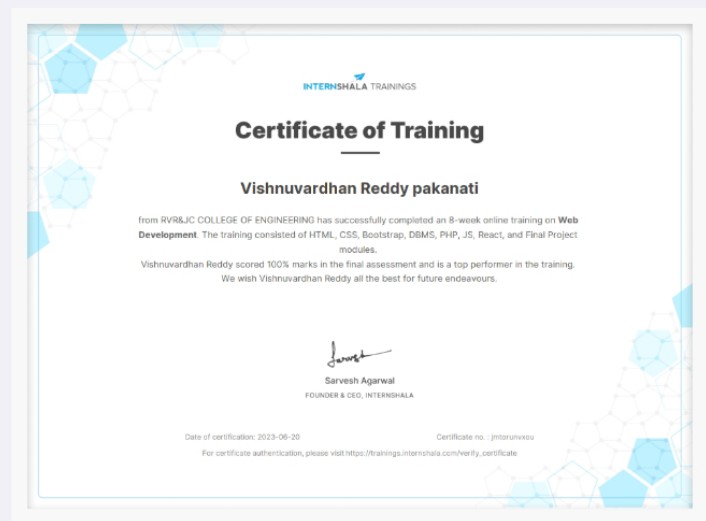 INTERNSHALA TRAININGS
Certificate of Training
Vishnuvardhan Reddy pakanati
from RVR&JC COLLEGE OF ENGINEERING has successfully completed an 8-week online training on Web
Development. The training consisted of HTML, CSS, Bootstrap, DBMS, PHP, JS, React, and Final Project
modules.
Vishnuvardhan Reddy scored 100% marks in the final assessment and is a top performer in the training.
We wish Vishnuvardhan Reddy all the best for future endeavours.
Sarvesh
Sarvesh Agarwal
FOUNDER & CEO, INTERNSHALA
Date of certification: 2023-06-20
Certificate no. :
For certificate authentication, please visit https://trainings.internshala.com/verify_certificate